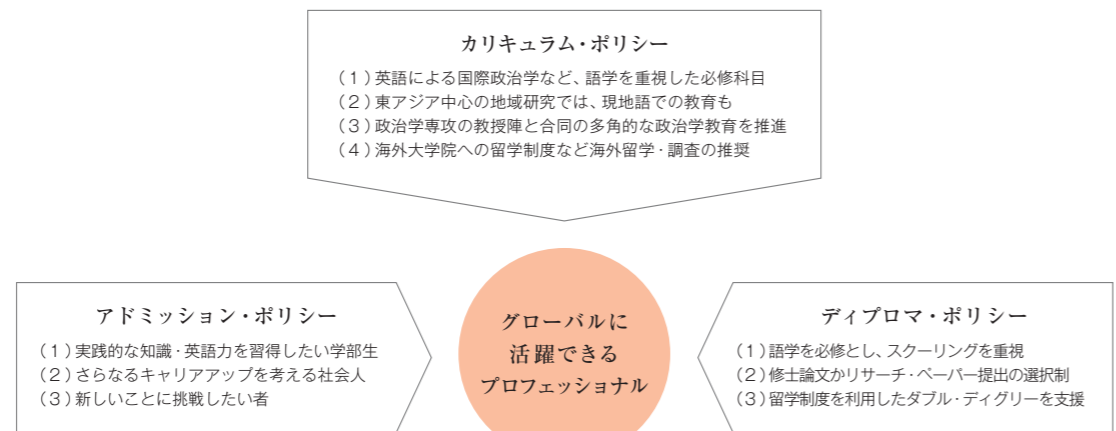 カリキュラム・ポリシー
（1）英語による国際政治学など、語学を重視した必修科目
（2）東アジア中心の地域研究では、現地語での教育も
（3）政治学専攻の教授陣と合同の多角的な政治学教育を推進
（4）海外大学院への留学制度など海外留学・調査の推奨
アドミッション・ポリシー
（1）実践的な知識・英語力を習得したい学部生
（2）さらなるキャリアアップを考える社会人
（3）新しいことに挑戦したい者
グローバルに
活躍できる
プロフェッショナル
ディプロマ・ポリシー
（1）語学を必修とし、スクーリングを重視
（2）修士論文かリサーチ・ペーパー提出の選択制
（3）留学制度を利用したダブル・ディグリーを支援